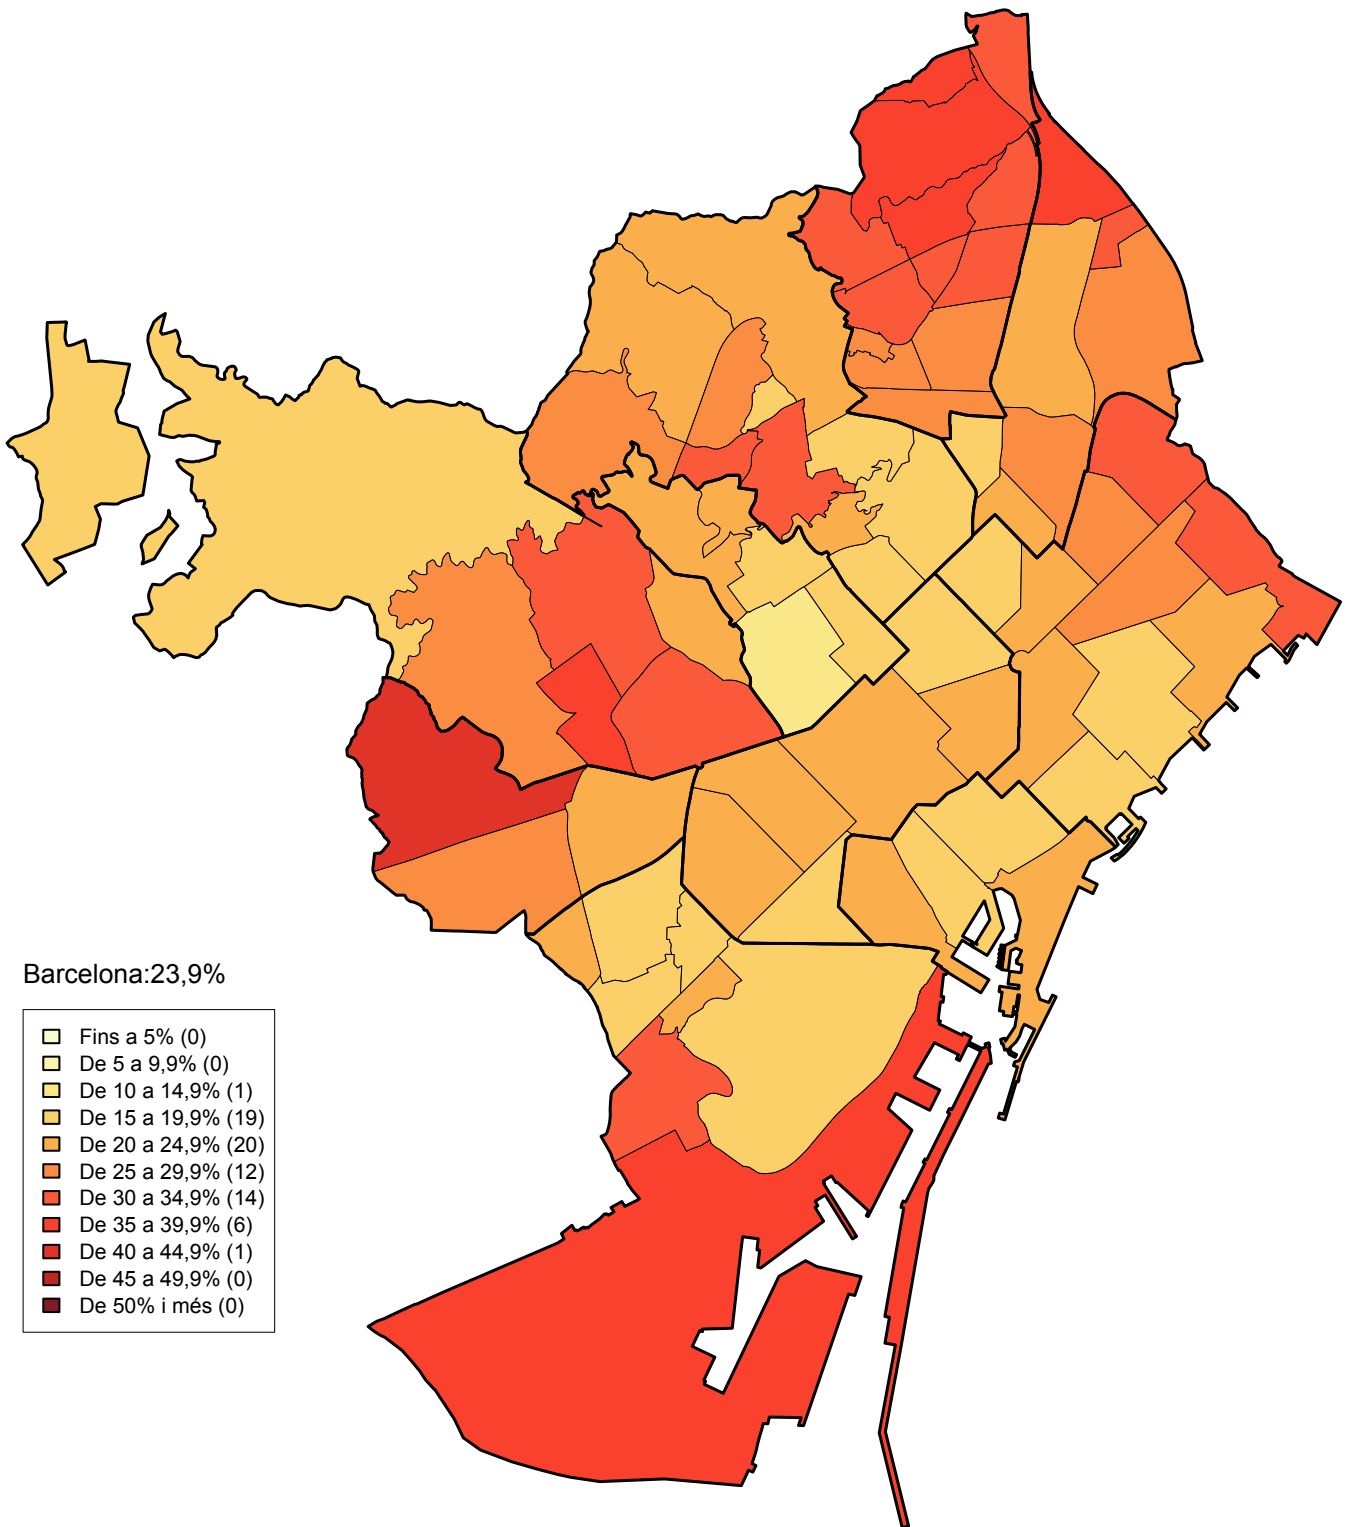 Barcelona:23,9%
Fins a 5% (0)
De 5 a 9,9% (0)
De 10 a 14,9% (1)
De 15 a 19,9% (19)
De 20 a 24,9% (20)
De 25 a 29,9% (12)
De 30 a 34,9% (14)
De 35 a 39,9% (6)
De 40 a 44,9% (1)
De 45 a 49,9% (0)
De 50% i més (0)